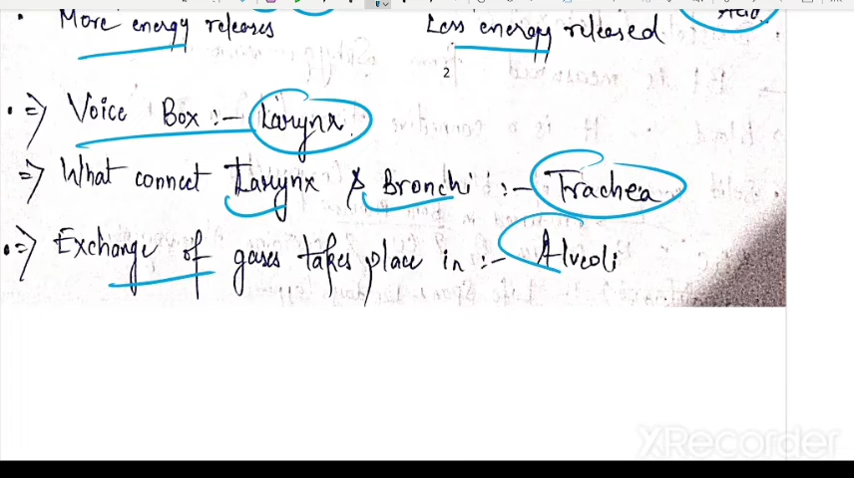 Acid.
• More energy releases Less energy released
2
• => Voice Box :- Larynx.
=> What connect Larynx & Bronchi :- Trachea
• => Exchange of gases takes place in :- Alveoli
XRecorder